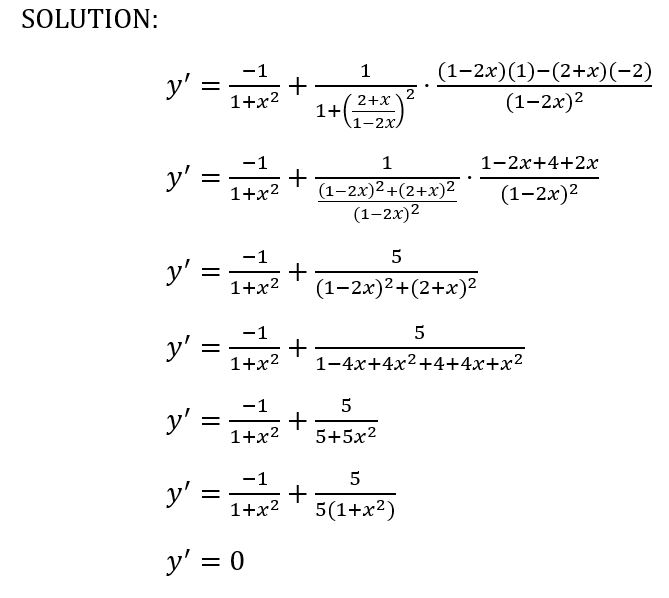 SOLUTION:
y′ = −1/(1+x²) + 1/(1+((2+x)/(1−2x))²) · ((1−2x)(1)−(2+x)(−2))/(1−2x)²
y′ = −1/(1+x²) + 1/(((1−2x)²+(2+x)²)/(1−2x)²) · (1−2x+4+2x)/(1−2x)²
y′ = −1/(1+x²) + 5/((1−2x)²+(2+x)²)
y′ = −1/(1+x²) + 5/(1−4x+4x²+4+4x+x²)
y′ = −1/(1+x²) + 5/(5+5x²)
y′ = −1/(1+x²) + 5/(5(1+x²))
y′ = 0